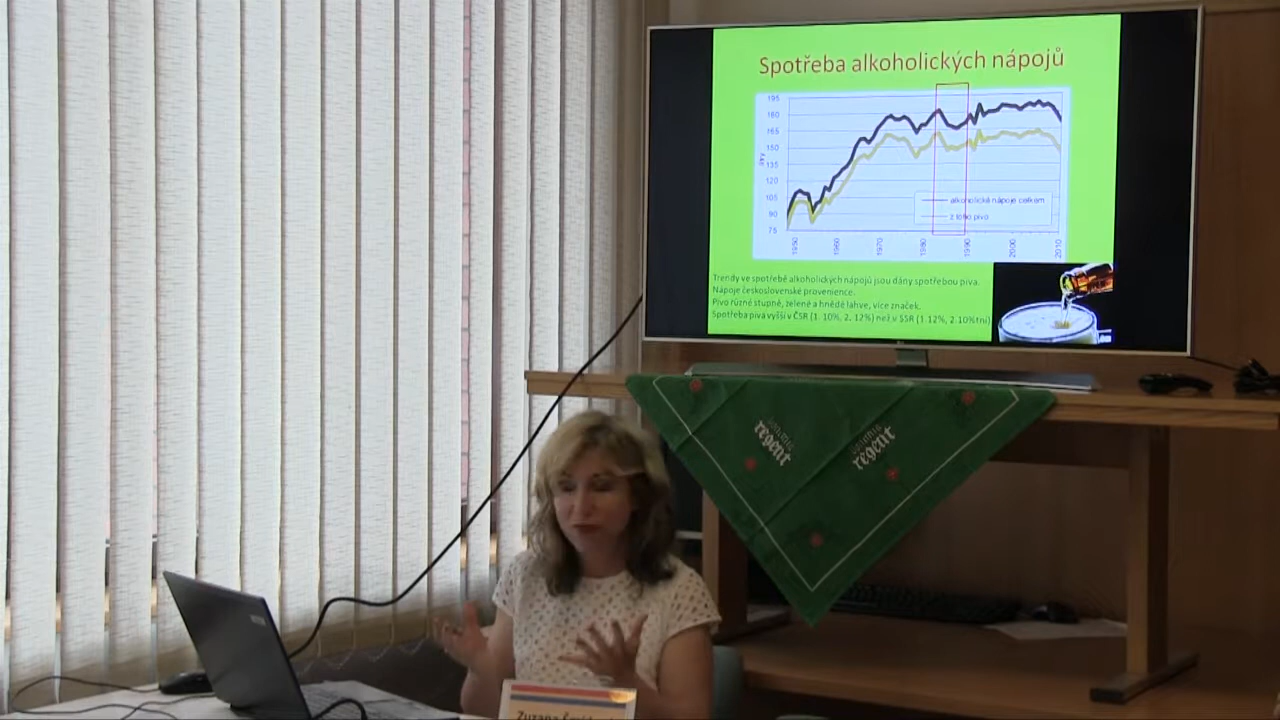 Spotřeba alkoholických nápojů
195
180
165
150
135
120
105
90
75
1950
1960
1970
1980
1990
2000
2010
alkoholické nápoje celkem
z toho pivo
Trendy ve spotřebě alkoholických nápojů jsou dány spotřebou piva.
Nápoje československé provenience.
Pivo různé stupně, zelené a hnědé lahve, více značek.
Spotřeba piva vyšší v ČSR (1. 10%, 2. 12%) než v SSR (1.12%, 2.10%tní)
regent
regent
Zuzana